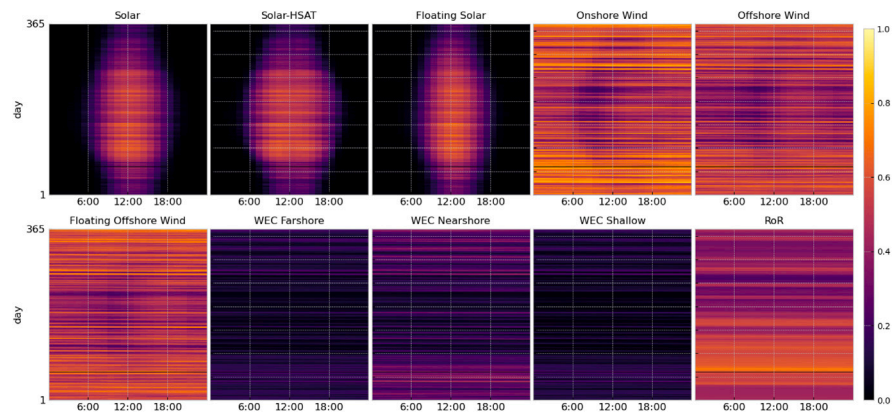 Solar
Solar-HSAT
Floating Solar
Onshore Wind
Offshore Wind
365
day
1
6:00 12:00 18:00
6:00 12:00 18:00
6:00 12:00 18:00
6:00 12:00 18:00
6:00 12:00 18:00
Floating Offshore Wind
WEC Farshore
WEC Nearshore
WEC Shallow
RoR
365
day
1
6:00 12:00 18:00
6:00 12:00 18:00
6:00 12:00 18:00
6:00 12:00 18:00
6:00 12:00 18:00
1.0
0.8
0.6
0.4
0.2
0.0